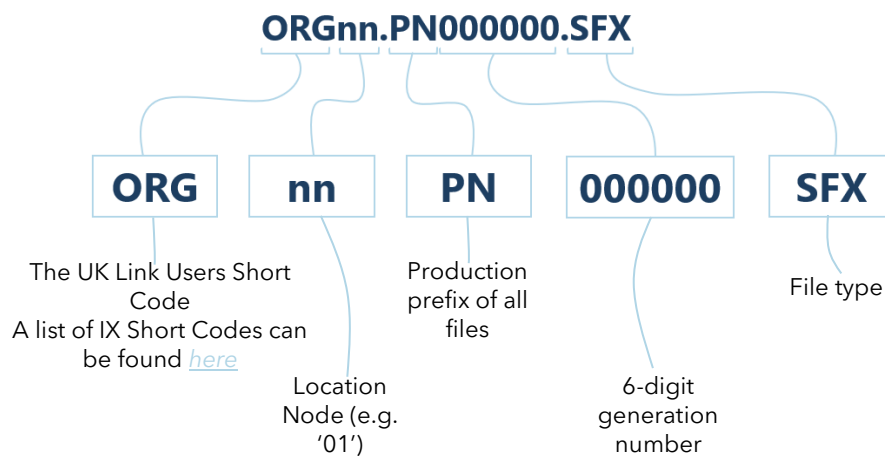 ORGnn.PN000000.SFX
ORG
nn
PN
000000
SFX
The UK Link Users Short
Code
A list of IX Short Codes can
be found here
Location
Node (e.g.
‘01’)
Production
prefix of all
files
6-digit
generation
number
File type